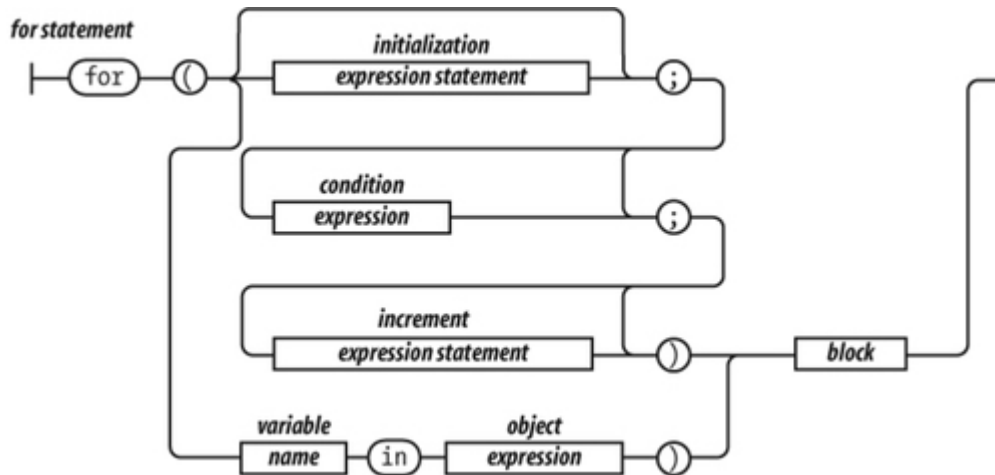 for statement
initialization
for ( expression statement ;
condition
expression ;
increment
expression statement ) block
variable object
name in expression )